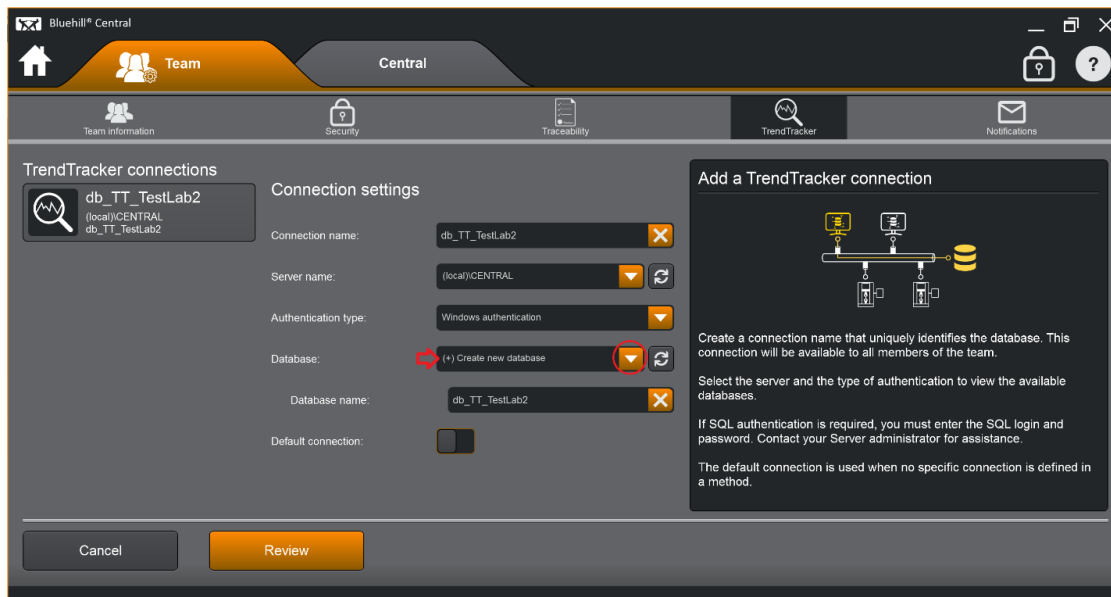 Bluehill® Central
Team
Central
?
Team information
Security
Traceability
TrendTracker
Notifications
TrendTracker connections
db_TT_TestLab2
(local)\CENTRAL
db_TT_TestLab2
Connection settings
Connection name:
db_TT_TestLab2
Server name:
(local)\CENTRAL
Authentication type:
Windows authentication
Database:
(+) Create new database
Database name:
db_TT_TestLab2
Default connection:
Add a TrendTracker connection
Create a connection name that uniquely identifies the database. This
connection will be available to all members of the team.
Select the server and the type of authentication to view the available
databases.
If SQL authentication is required, you must enter the SQL login and
password. Contact your Server administrator for assistance.
The default connection is used when no specific connection is defined in
a method.
Cancel
Review